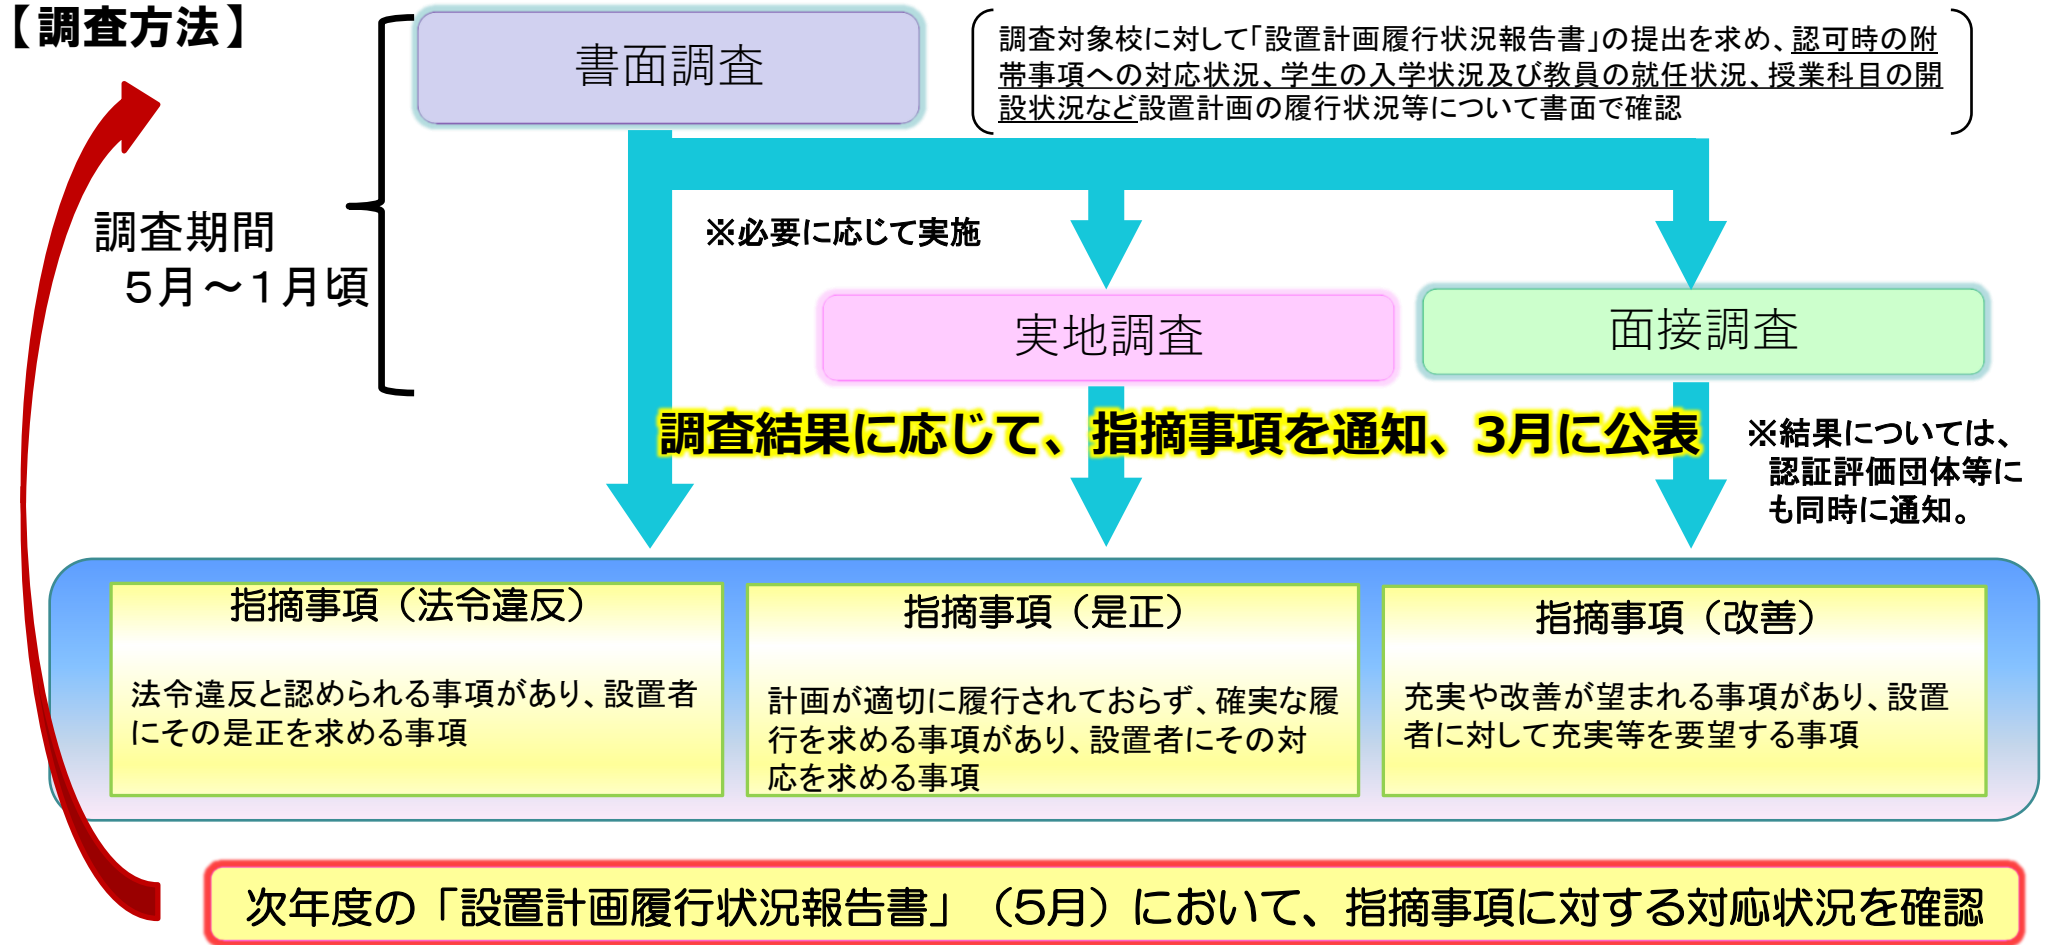 【調査方法】
書面調査
調査対象校に対して「設置計画履行状況報告書」の提出を求め、認可時の附
帯事項への対応状況、学生の入学状況及び教員の就任状況、授業科目の開
設状況など設置計画の履行状況等について書面で確認
調査期間
５月～１月頃
※必要に応じて実施
実地調査
面接調査
調査結果に応じて、指摘事項を通知、3月に公表
※結果については、
認証評価団体等に
も同時に通知。
指摘事項（法令違反）
法令違反と認められる事項があり、設置者
にその是正を求める事項
指摘事項（是正）
計画が適切に履行されておらず、確実な履
行を求める事項があり、設置者にその対
応を求める事項
指摘事項（改善）
充実や改善が望まれる事項があり、設置
者に対して充実等を要望する事項
次年度の「設置計画履行状況報告書」（5月）において、指摘事項に対する対応状況を確認